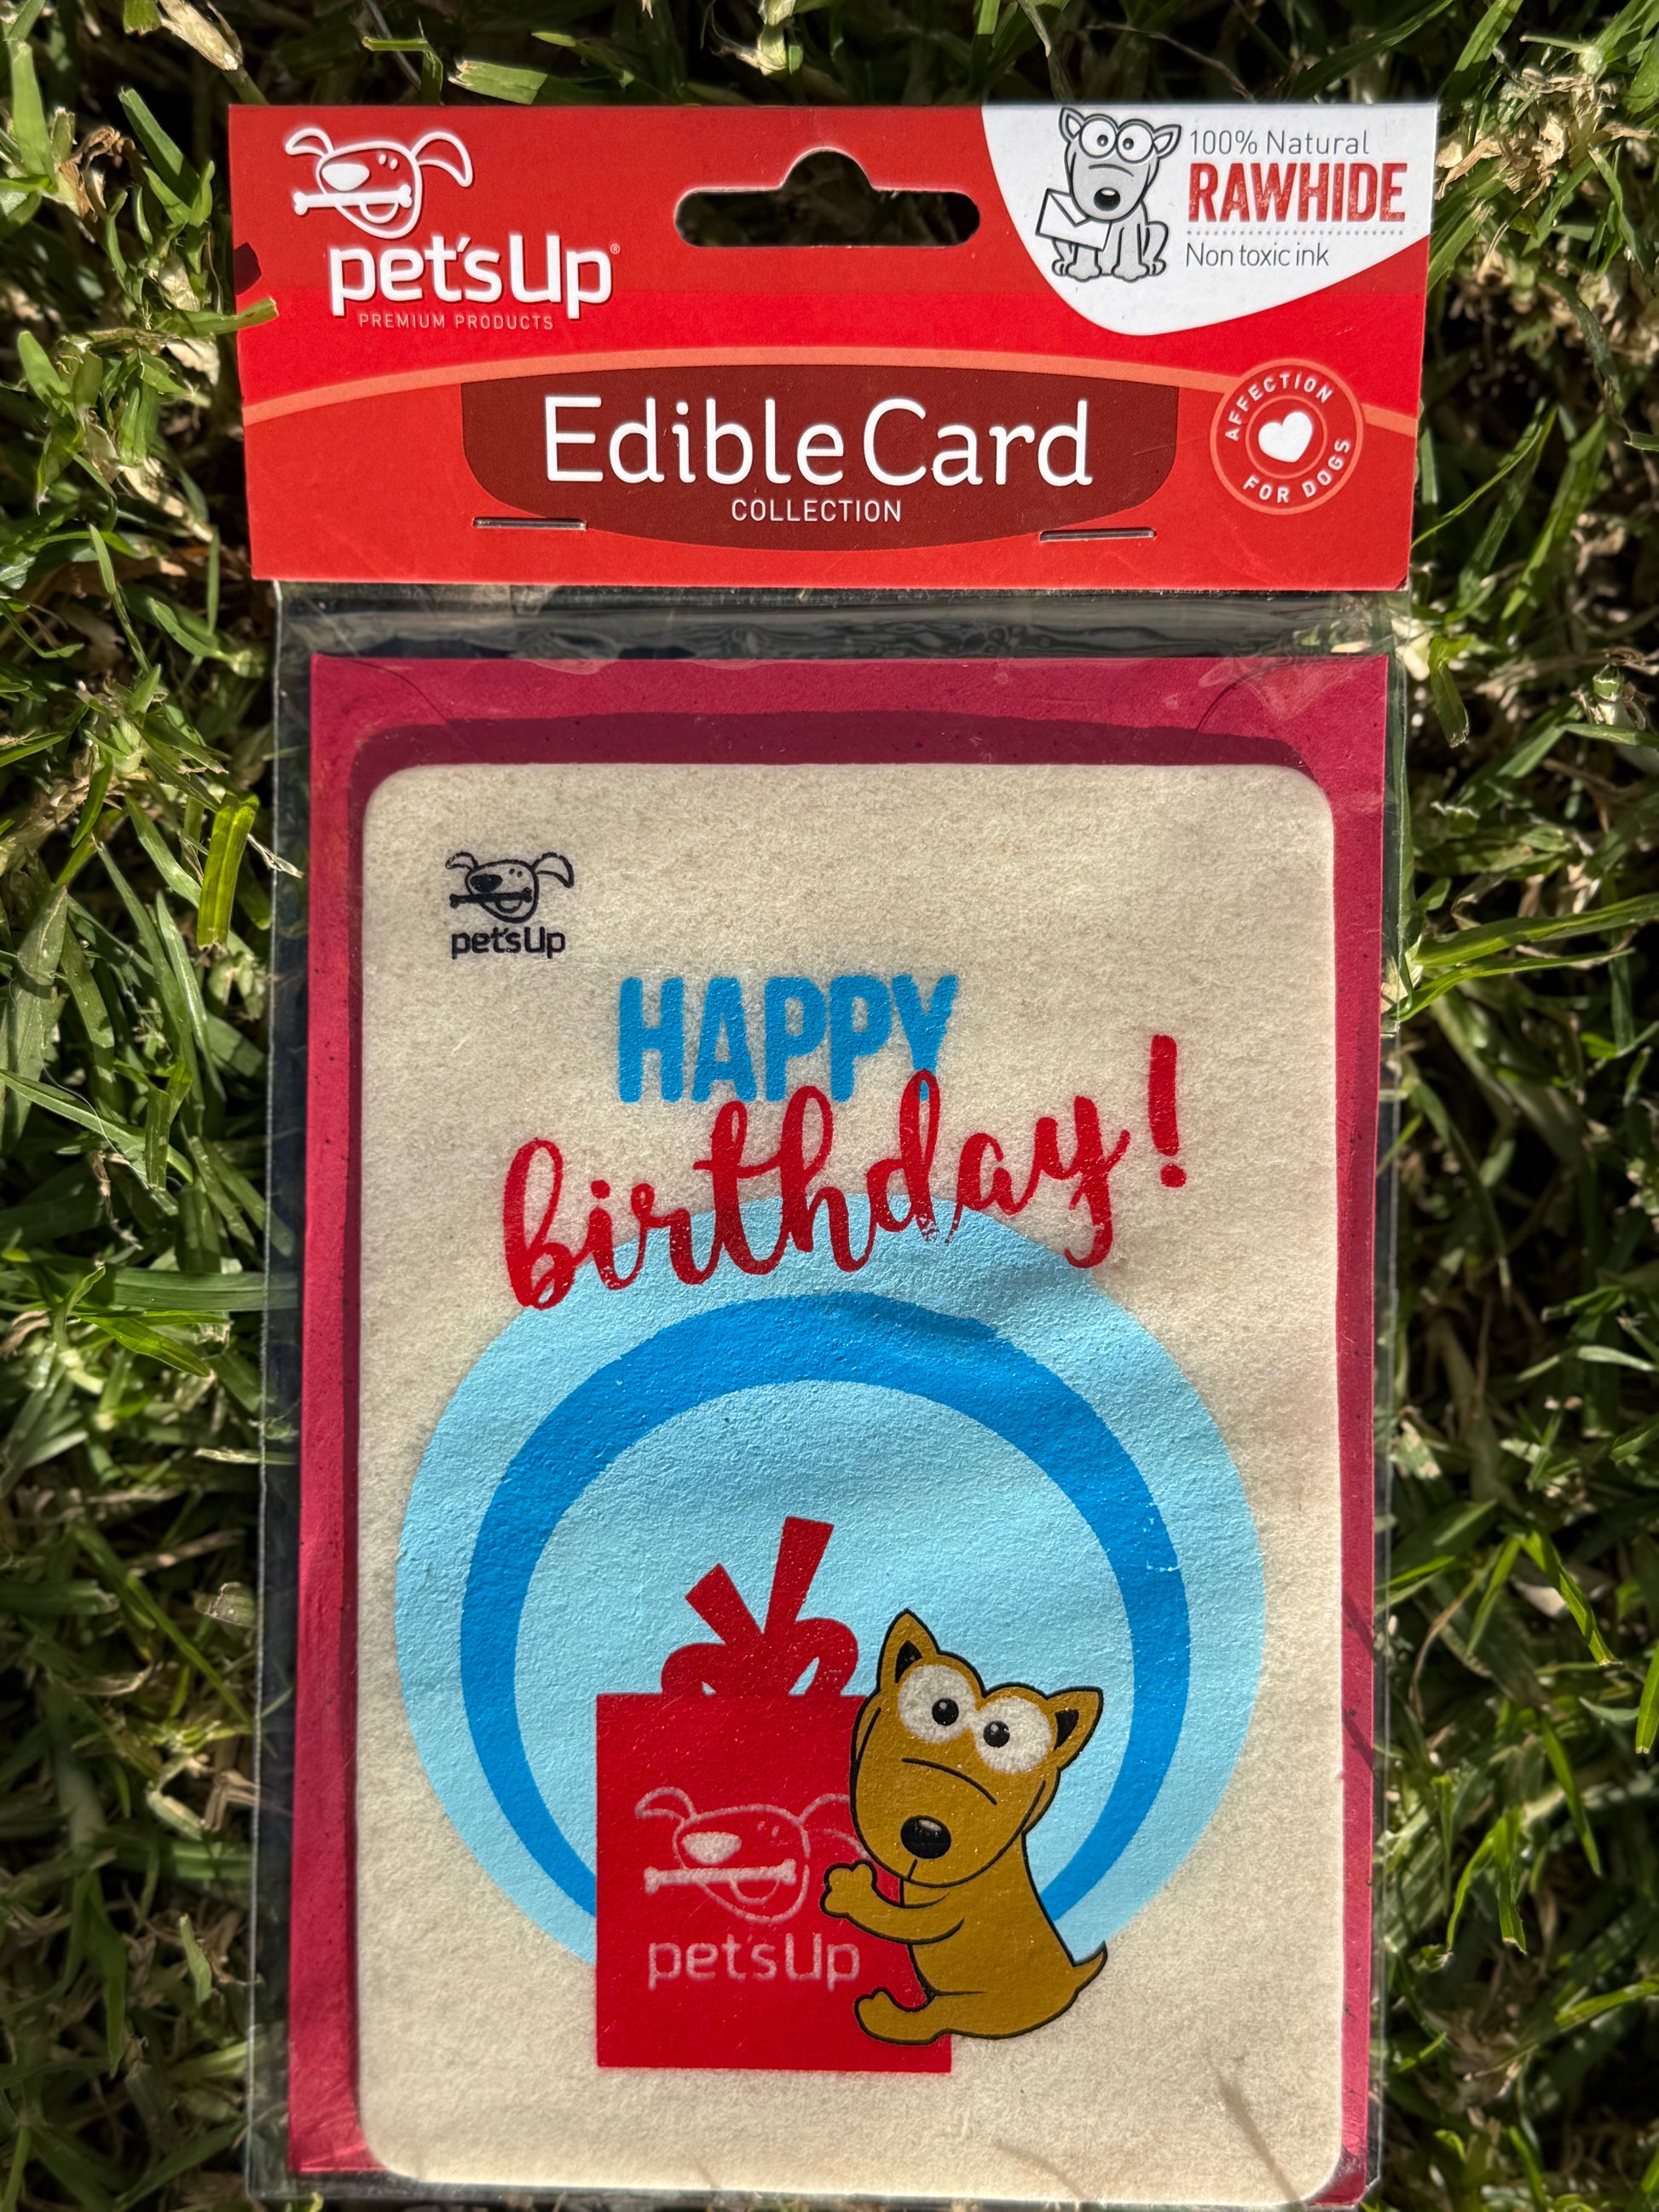 100% Natural
RAWHIDE
Non toxic ink
pet'sUp®
PREMIUM PRODUCTS
Edible Card
COLLECTION
AFFECTION
FOR DOGS
pet'sUp
HAPPY
birthday!
pet'sUp